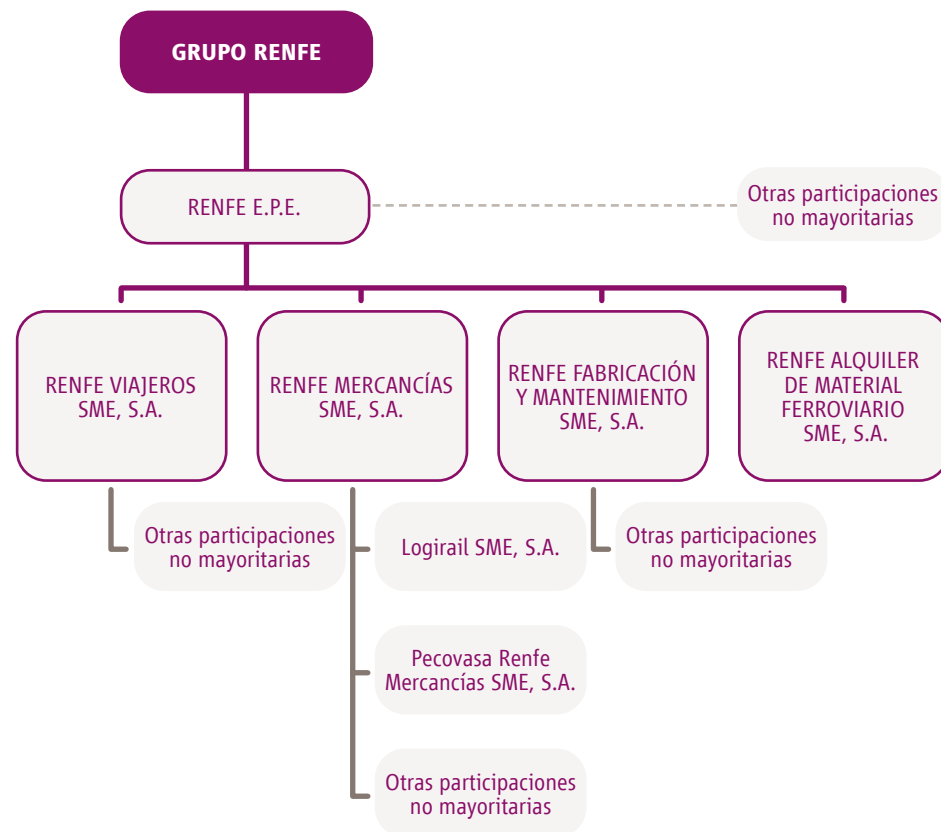 GRUPO RENFE
RENFE E.P.E.
Otras participaciones
no mayoritarias
RENFE VIAJEROS
SME, S.A.
RENFE MERCANCÍAS
SME, S.A.
RENFE FABRICACIÓN
Y MANTENIMIENTO
SME, S.A.
RENFE ALQUILER
DE MATERIAL
FERROVIARIO
SME, S.A.
Otras participaciones
no mayoritarias
Logirail SME, S.A.
Otras participaciones
no mayoritarias
Pecovasa Renfe
Mercancías SME, S.A.
Otras participaciones
no mayoritarias